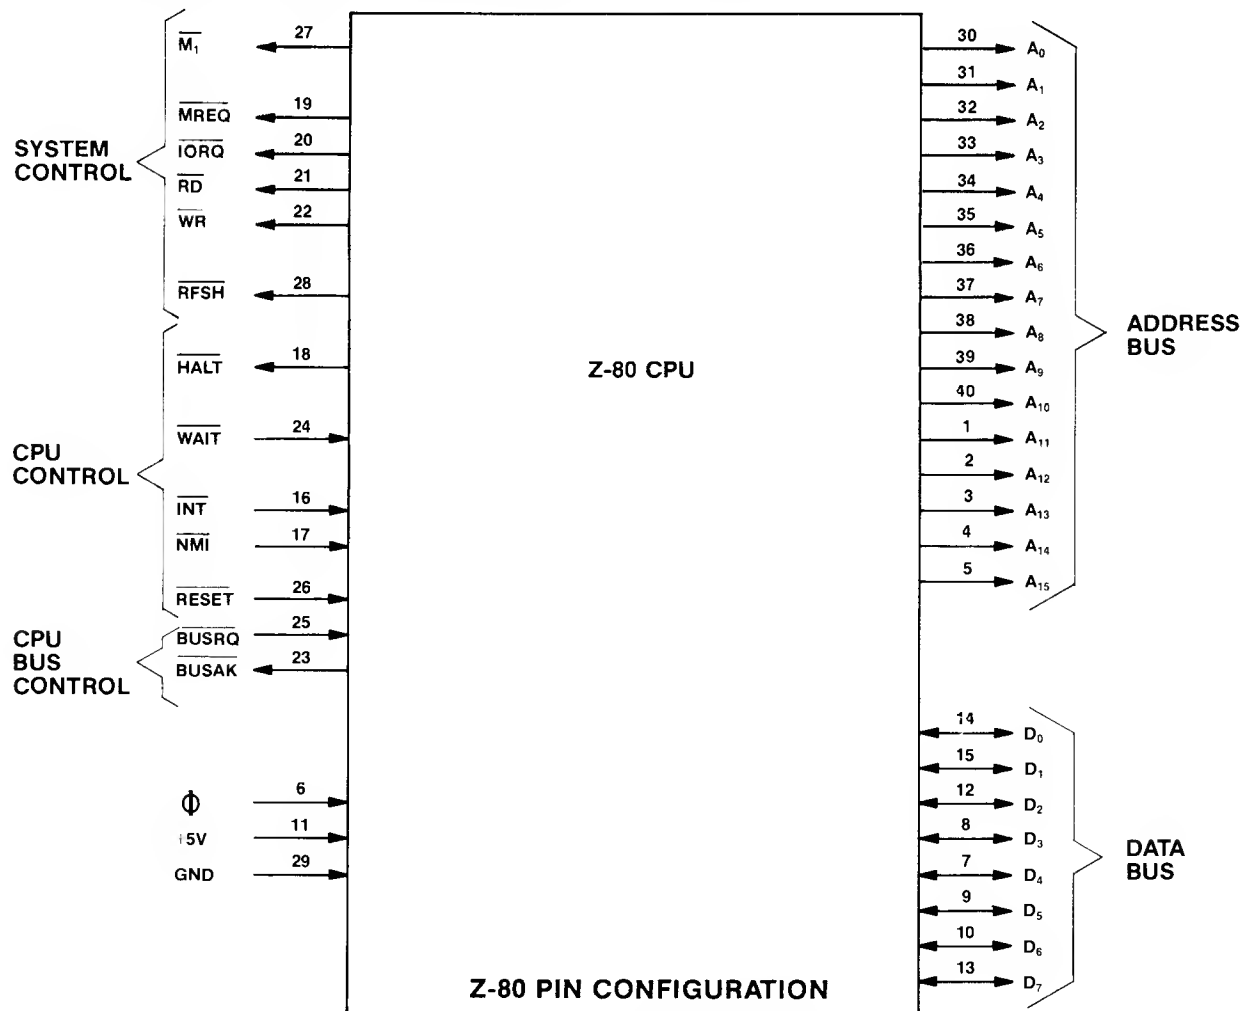 SYSTEM
CONTROL
M₁ 27
MREQ 19
IORQ 20
RD 21
WR 22
RFSH 28
CPU
CONTROL
HALT 18
WAIT 24
INT 16
NMI 17
RESET 26
CPU
BUS
CONTROL
BUSRQ 25
BUSAK 23
Φ 6
+5V 11
GND 29
Z-80 CPU
30 A₀
31 A₁
32 A₂
33 A₃
34 A₄
35 A₅
36 A₆
37 A₇
38 A₈
39 A₉
40 A₁₀
1 A₁₁
2 A₁₂
3 A₁₃
4 A₁₄
5 A₁₅
ADDRESS
BUS
14 D₀
15 D₁
12 D₂
8 D₃
7 D₄
9 D₅
10 D₆
13 D₇
DATA
BUS
Z-80 PIN CONFIGURATION